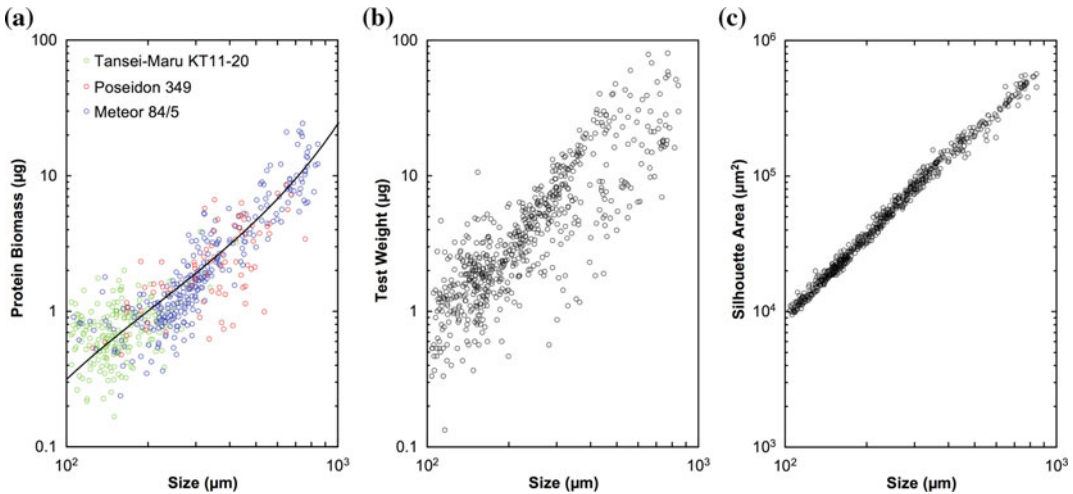 (a)
Protein Biomass (µg)
100
10
1
0.1
Tansei-Maru KT11-20
Poseidon 349
Meteor 84/5
10²
10³
Size (µm)
(b)
Test Weight (µg)
100
10
1
0.1
10²
10³
Size (µm)
(c)
Silhouette Area (µm²)
10⁶
10⁵
10⁴
10³
10²
10³
Size (µm)